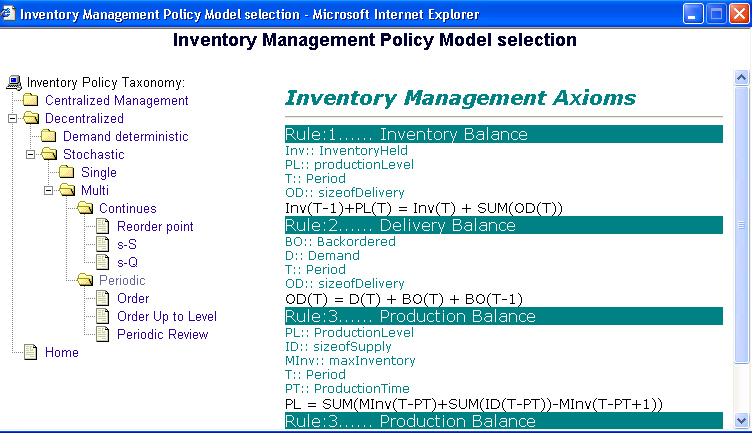 Inventory Management Policy Model selection - Microsoft Internet Explorer
Inventory Management Policy Model selection
Inventory Policy Taxonomy:
Centralized Management
Decentralized
Demand deterministic
Stochastic
Single
Multi
Continues
Reorder point
s-S
s-Q
Periodic
Order
Order Up to Level
Periodic Review
Home
Inventory Management Axioms
Rule:1...... Inventory Balance
Inv:: InventoryHeld
PL:: productionLevel
T:: Period
OD:: sizeofDelivery
Inv(T-1)+PL(T) = Inv(T) + SUM(OD(T))
Rule:2...... Delivery Balance
BO:: Backordered
D:: Demand
T:: Period
OD:: sizeofDelivery
OD(T) = D(T) + BO(T) + BO(T-1)
Rule:3...... Production Balance
PL:: ProductionLevel
ID:: sizeofSupply
MInv:: maxInventory
T:: Period
PT:: ProductionTime
PL = SUM(MInv(T-PT)+SUM(ID(T-PT))-MInv(T-PT+1))
Rule:3...... Production Balance